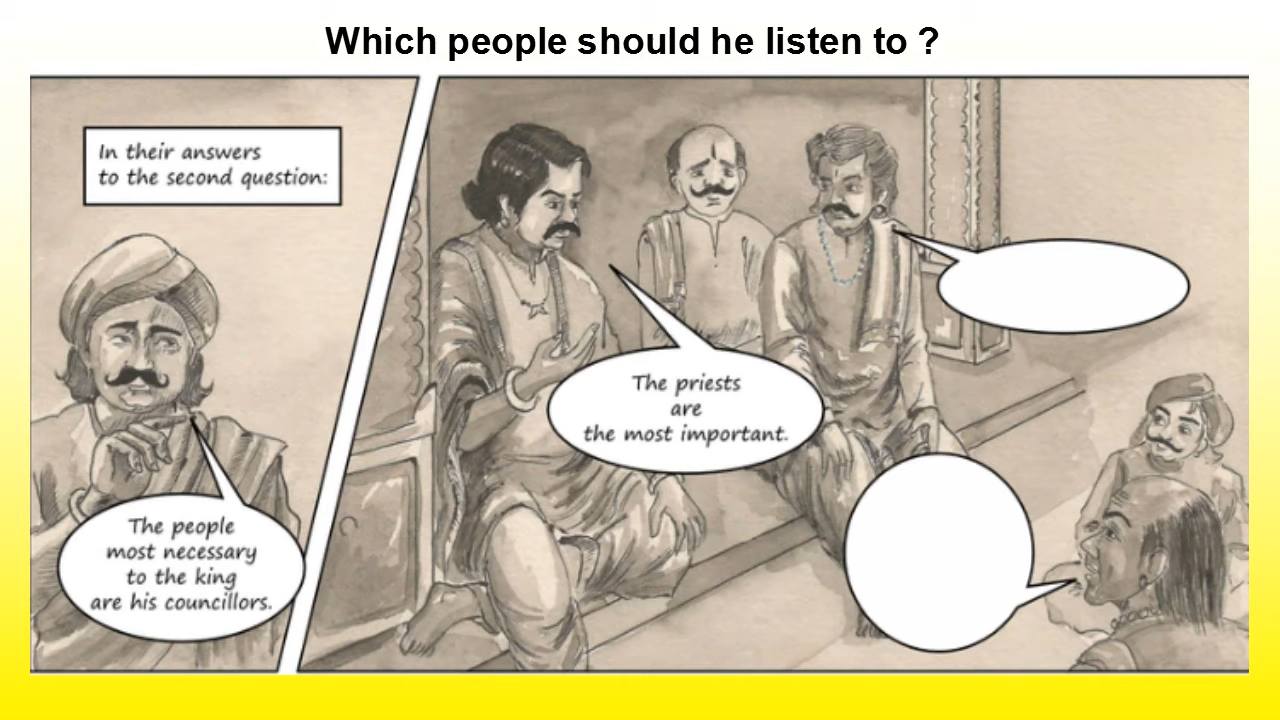 Which people should he listen to ?
In their answers
to the second question:
The people
most necessary
to the king
are his councillors.
The priests
are
the most important.